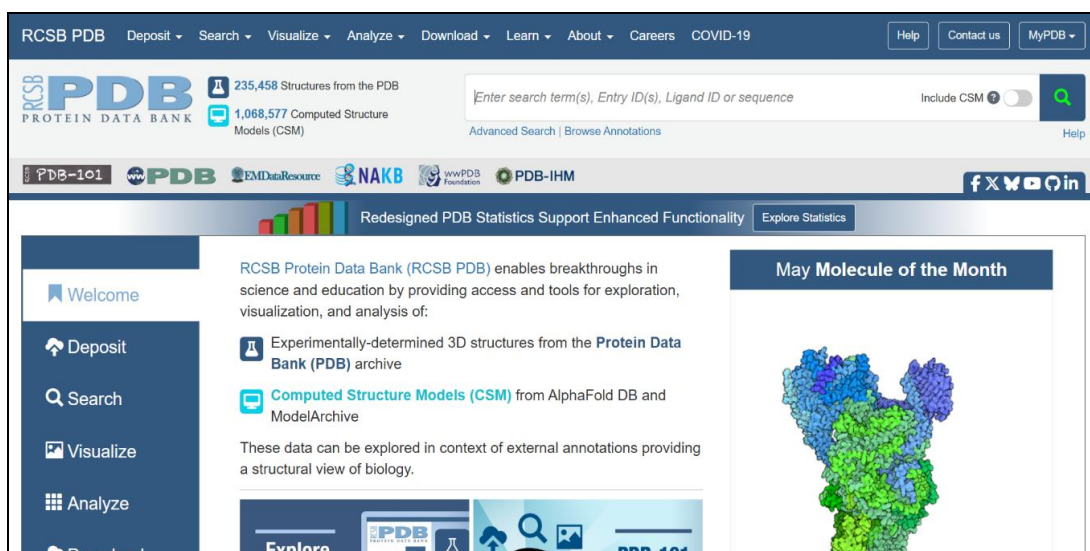 RCSB PDB Deposit Search Visualize Analyze Download Learn About Careers COVID-19 Help Contact us MyPDB
RCSB
PDB
PROTEIN DATA BANK
235,458 Structures from the PDB
1,068,577 Computed Structure
Models (CSM)
Enter search term(s), Entry ID(s), Ligand ID or sequence
Include CSM
Advanced Search | Browse Annotations
Help
PDB-101
PDB
EMDataResource
NAKB
wwPDB
Foundation
PDB-IHM
Redesigned PDB Statistics Support Enhanced Functionality Explore Statistics
Welcome
Deposit
Search
Visualize
Analyze
RCSB Protein Data Bank (RCSB PDB) enables breakthroughs in
science and education by providing access and tools for exploration,
visualization, and analysis of:
Experimentally-determined 3D structures from the Protein Data
Bank (PDB) archive
Computed Structure Models (CSM) from AlphaFold DB and
ModelArchive
These data can be explored in context of external annotations providing
a structural view of biology.
Explore
PDB
PDB-101
May Molecule of the Month